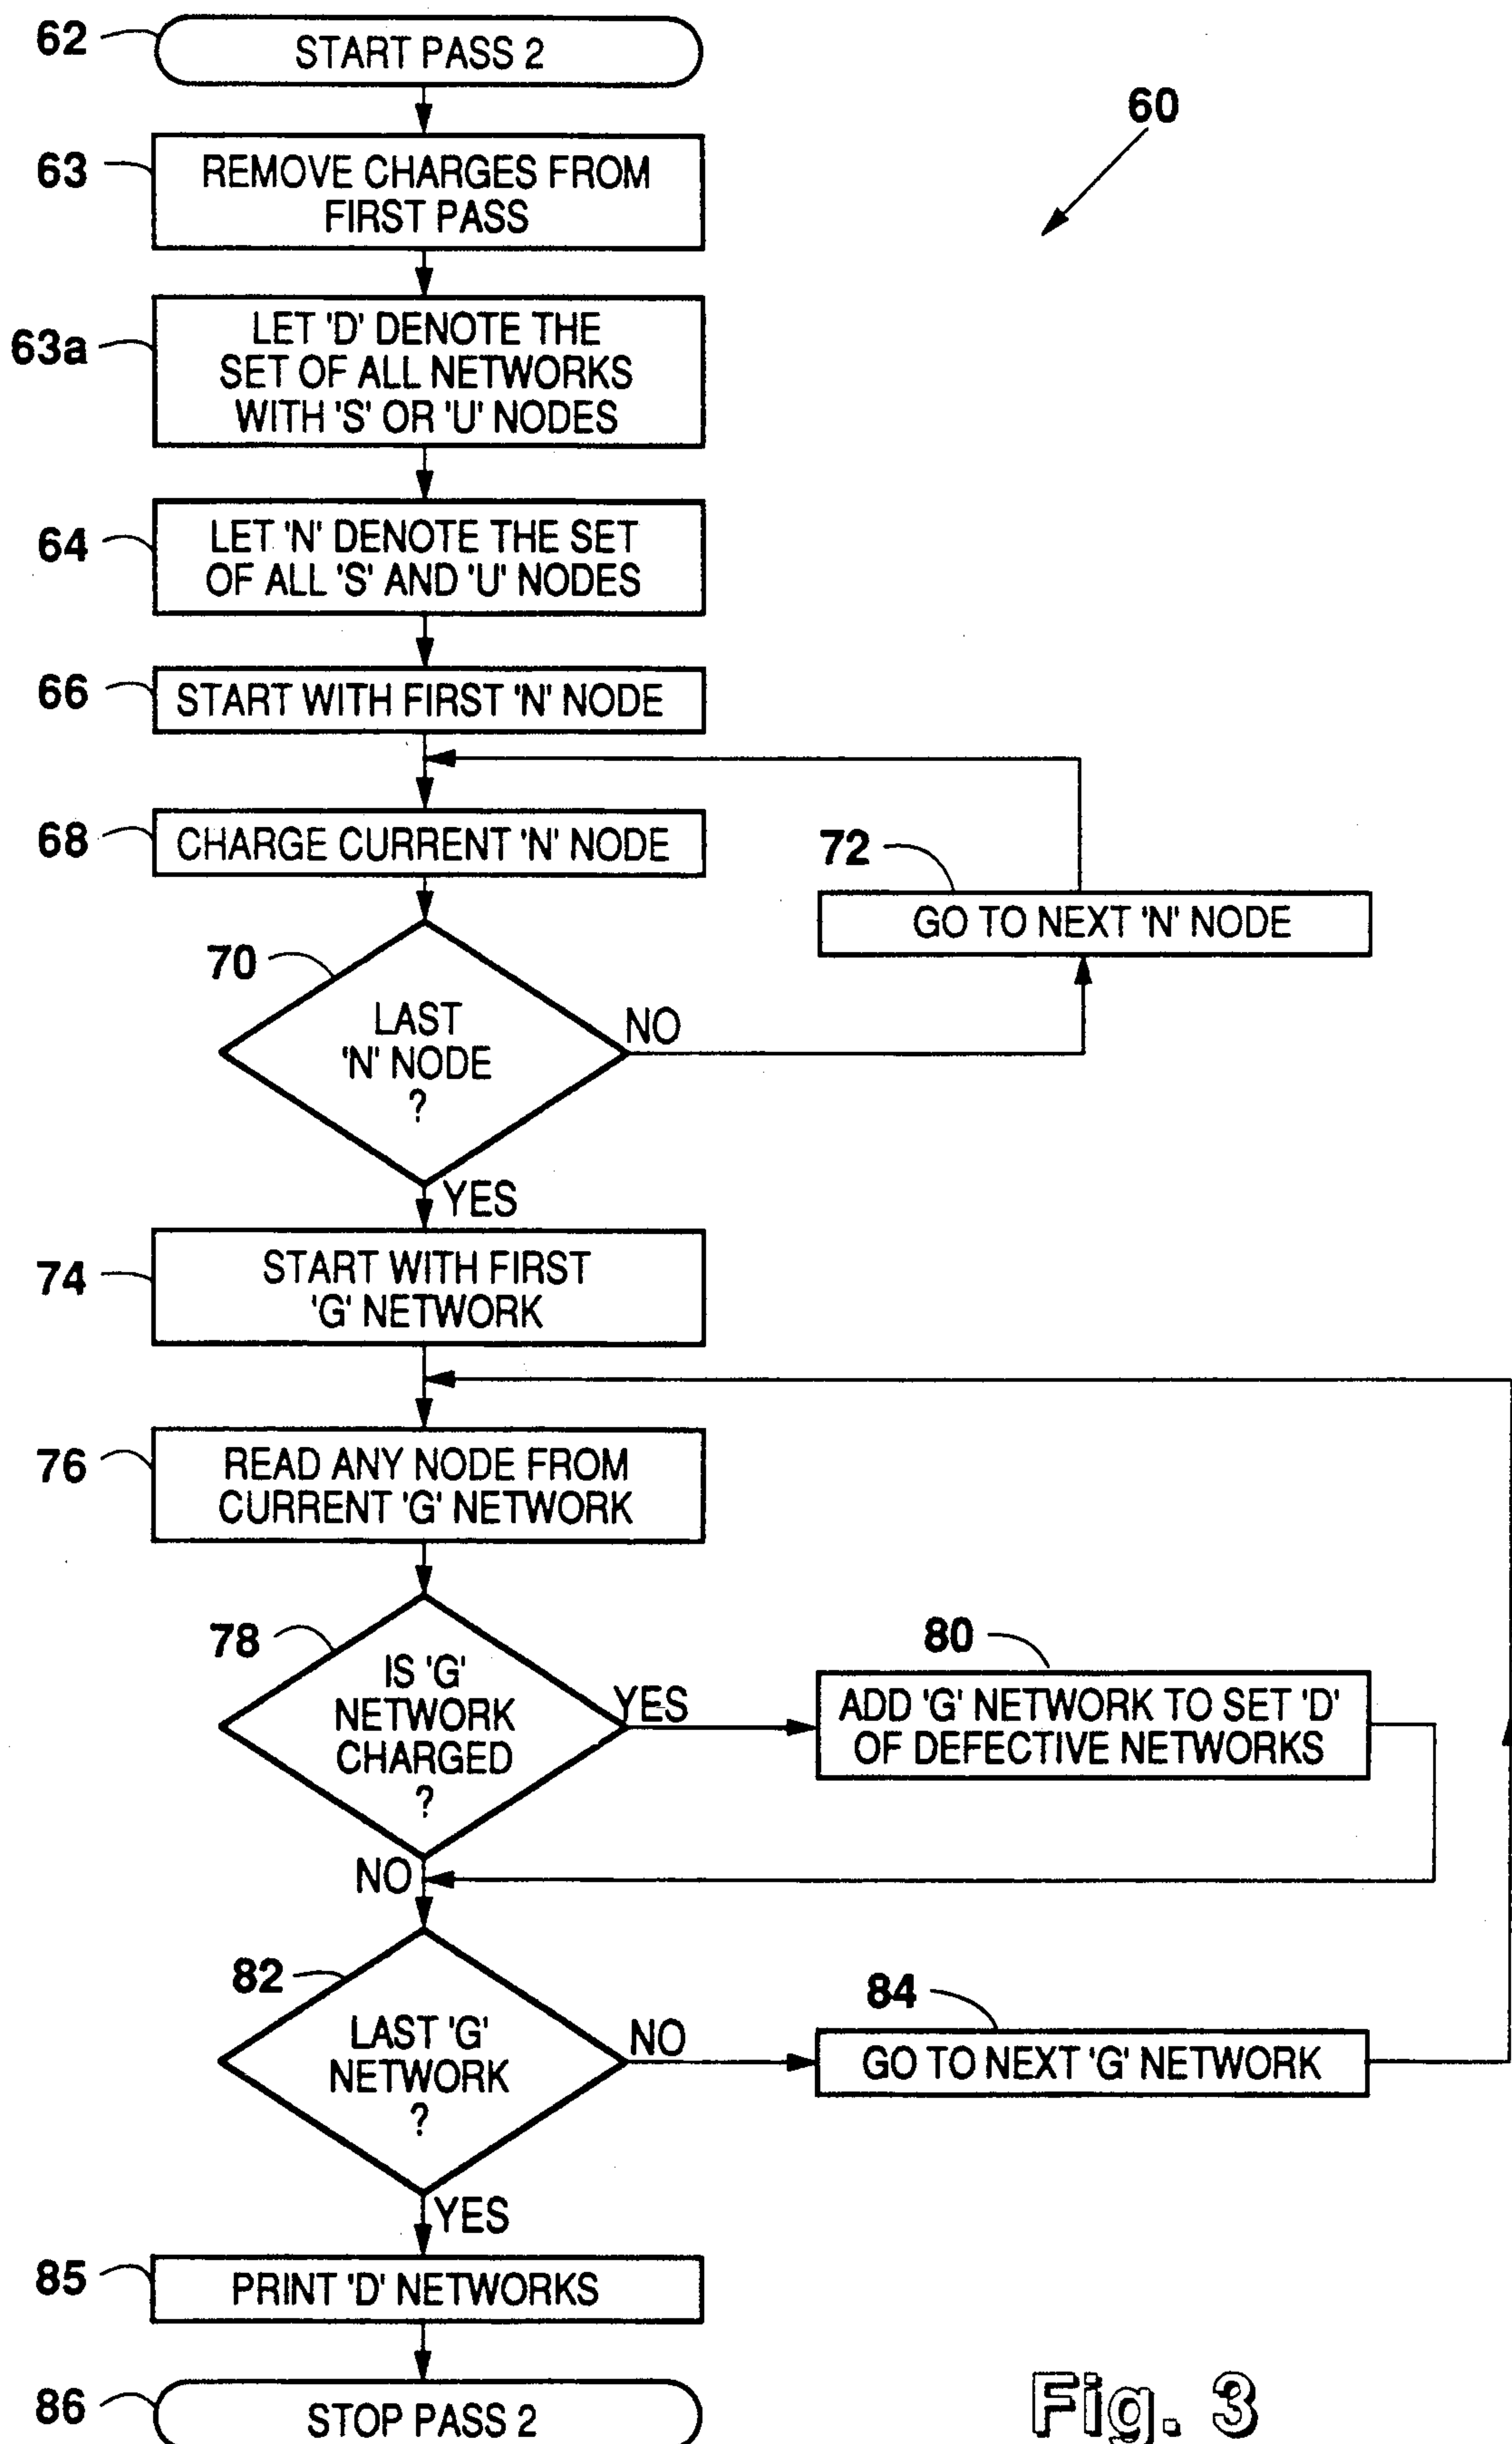 62
START PASS 2
60
63
REMOVE CHARGES FROM
FIRST PASS
63a
LET 'D' DENOTE THE
SET OF ALL NETWORKS
WITH 'S' OR 'U' NODES
64
LET 'N' DENOTE THE SET
OF ALL 'S' AND 'U' NODES
66
START WITH FIRST 'N' NODE
68
CHARGE CURRENT 'N' NODE
72
GO TO NEXT 'N' NODE
70
LAST
'N' NODE
?
NO
YES
74
START WITH FIRST
'G' NETWORK
76
READ ANY NODE FROM
CURRENT 'G' NETWORK
78
IS 'G'
NETWORK
CHARGED
?
YES
80
ADD 'G' NETWORK TO SET 'D'
OF DEFECTIVE NETWORKS
NO
82
LAST 'G'
NETWORK
?
NO
84
GO TO NEXT 'G' NETWORK
YES
85
PRINT 'D' NETWORKS
86
STOP PASS 2
Fig. 3